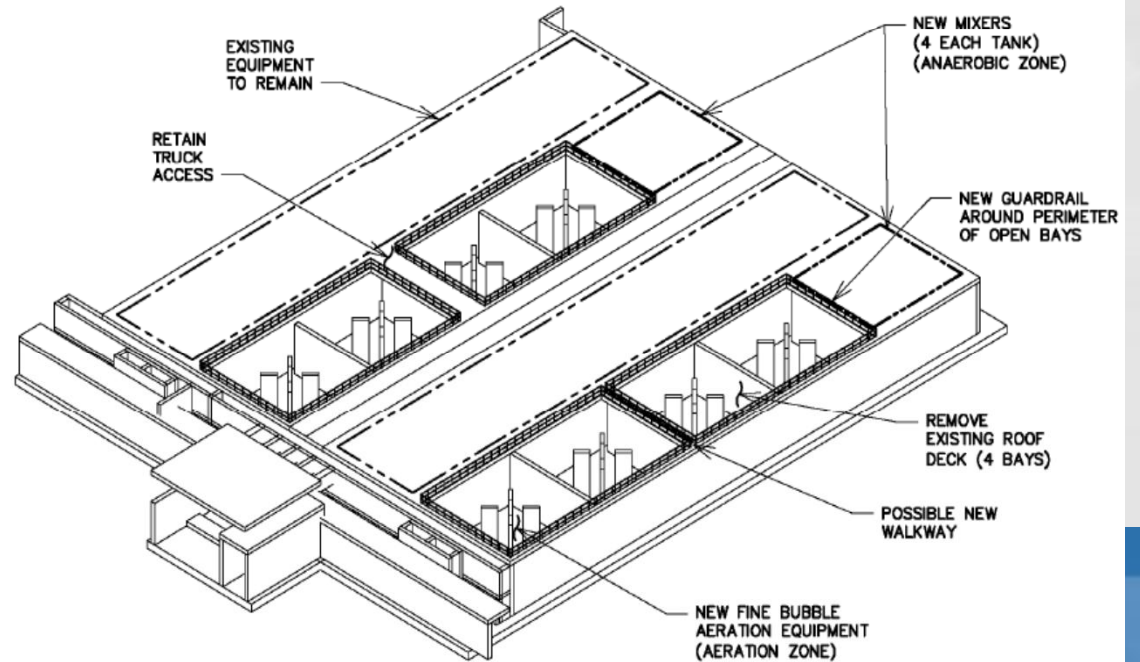 EXISTING
EQUIPMENT
TO REMAIN
NEW MIXERS
(4 EACH TANK)
(ANAEROBIC ZONE)
RETAIN
TRUCK
ACCESS
NEW GUARDRAIL
AROUND PERIMETER
OF OPEN BAYS
REMOVE
EXISTING ROOF
DECK (4 BAYS)
POSSIBLE NEW
WALKWAY
NEW FINE BUBBLE
AERATION EQUIPMENT
(AERATION ZONE)